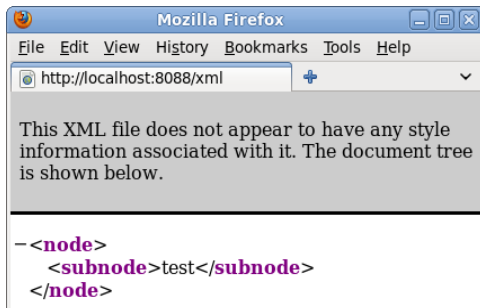 Mozilla Firefox
File Edit View History Bookmarks Tools Help
http://localhost:8088/xml
This XML file does not appear to have any style
information associated with it. The document tree
is shown below.
−<node>
<subnode>test</subnode>
</node>